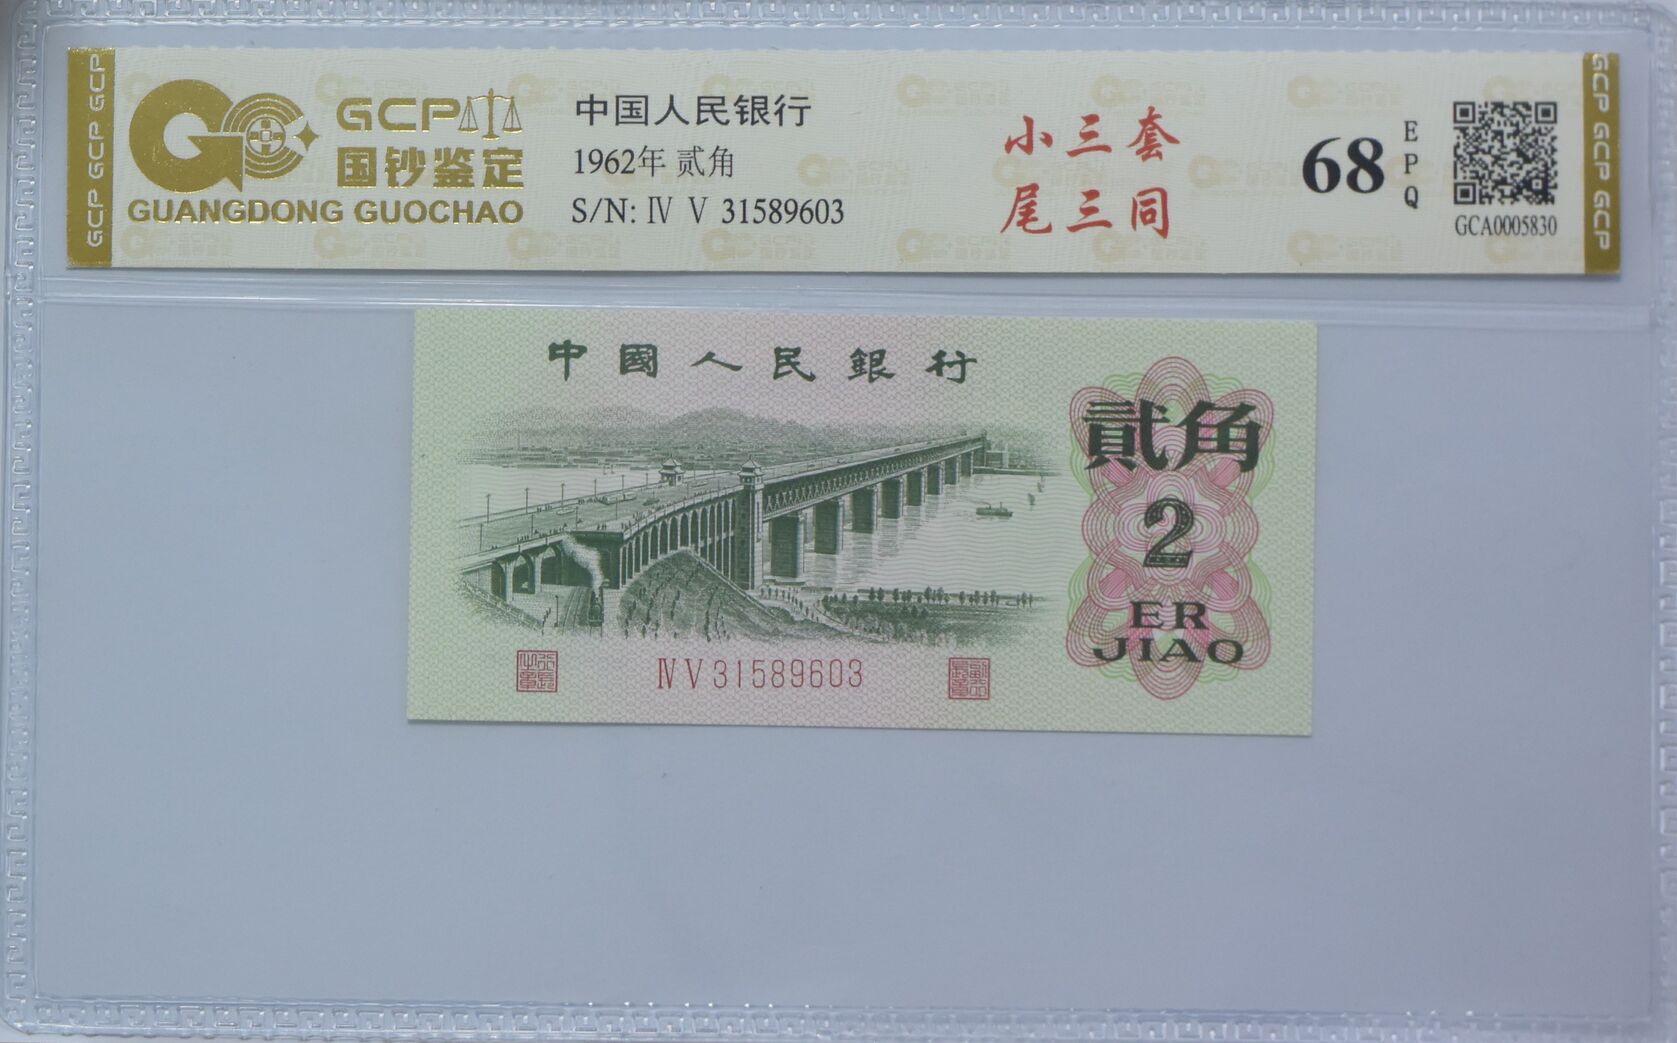 GCP GCP GCP
GCP
国钞鉴定
GUANGDONG GUOCHAO
中国人民银行
1962年 贰角
S/N: Ⅳ Ⅴ 31589603
小三套
尾三同
68
EPQ
GCA0005830
GCP GCP GCP
中國人民銀行
貳角
2
ER
JIAO
ⅣⅤ31589603